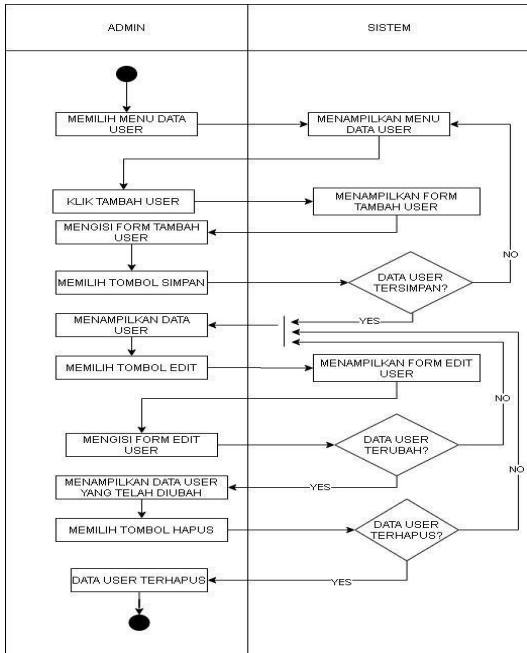 ADMIN
SISTEM
MEMILIH MENU DATA
USER
MENAMPILKAN MENU
DATA USER
KLIK TAMBAH USER
MENAMPILKAN FORM
TAMBAH USER
MENGISI FORM TAMBAH
USER
NO
MEMILIH TOMBOL SIMPAN
DATA USER
TERSIMPAN?
YES
MENAMPILKAN DATA
USER
MEMILIH TOMBOL EDIT
MENAMPILKAN FORM EDIT
USER
NO
MENGISI FORM EDIT
USER
DATA USER
TERUBAH?
NO
YES
MENAMPILKAN DATA USER
YANG TELAH DIUBAH
MEMILIH TOMBOL HAPUS
DATA USER
TERHAPUS?
YES
DATA USER TERHAPUS